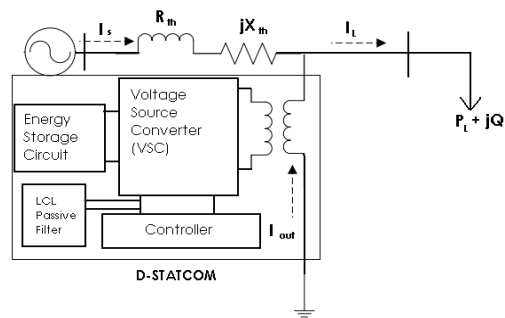 I s
R th
jX th
I L
P L + jQ
Voltage
Source
Converter
(VSC)
Energy
Storage
Circuit
LCL
Passive
Filter
Controller
I out
D-STATCOM